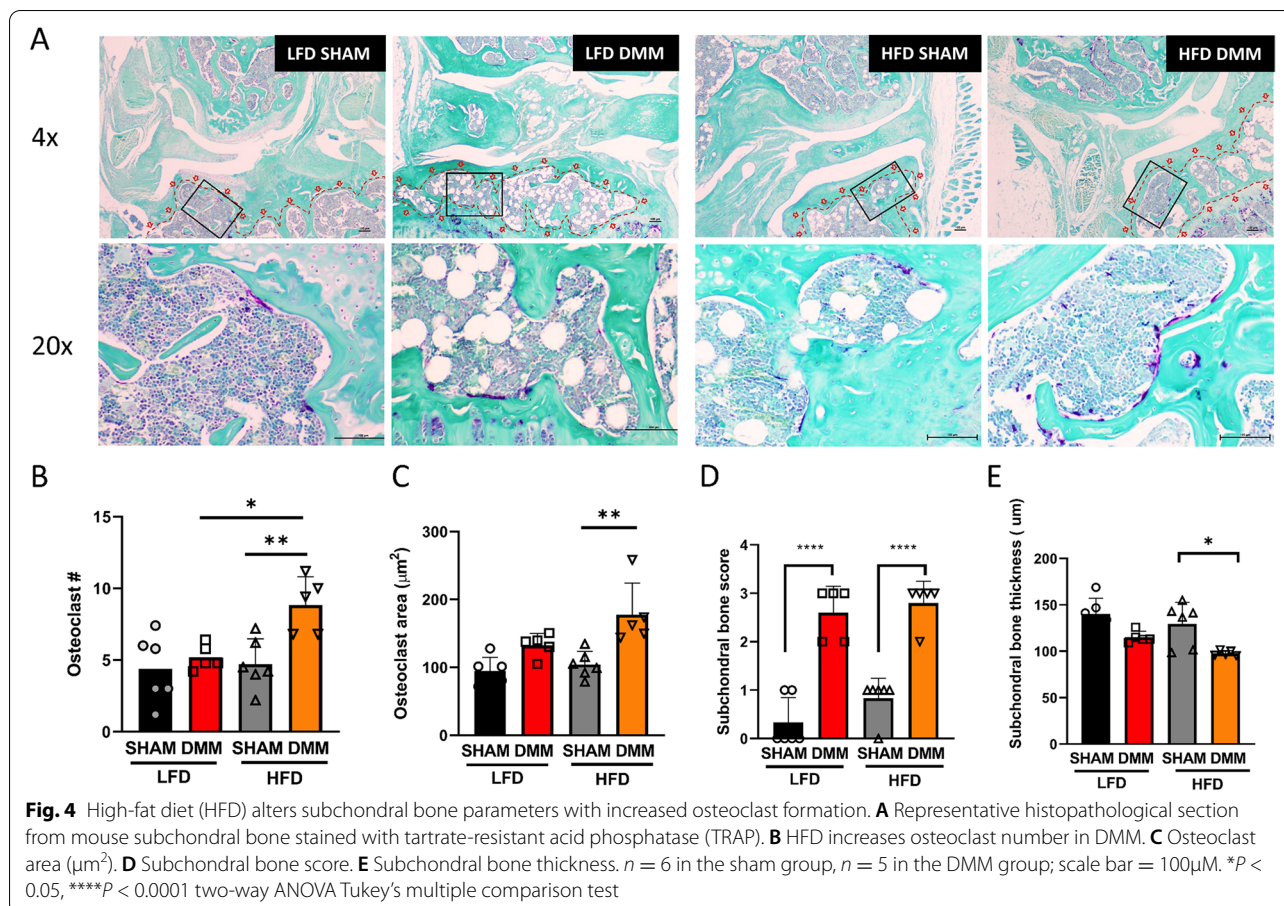 A
LFD SHAM
LFD DMM
HFD SHAM
HFD DMM
4x
20x
B
Osteoclast #
15
10
5
0
*
**
SHAM DMM SHAM DMM
LFD HFD
C
Osteoclast area (μm²)
300
200
100
0
**
SHAM DMM SHAM DMM
LFD HFD
D
Subchondral bone score
4
3
2
1
0
**** ****
SHAM DMM SHAM DMM
LFD HFD
E
Subchondral bone thickness ( um)
200
150
100
50
0
*
SHAM DMM SHAM DMM
LFD HFD
Fig. 4 High-fat diet (HFD) alters subchondral bone parameters with increased osteoclast formation. A Representative histopathological section
from mouse subchondral bone stained with tartrate-resistant acid phosphatase (TRAP). B HFD increases osteoclast number in DMM. C Osteoclast
area (μm²). D Subchondral bone score. E Subchondral bone thickness. n = 6 in the sham group, n = 5 in the DMM group; scale bar = 100μM. *P <
0.05, ****P < 0.0001 two-way ANOVA Tukey's multiple comparison test